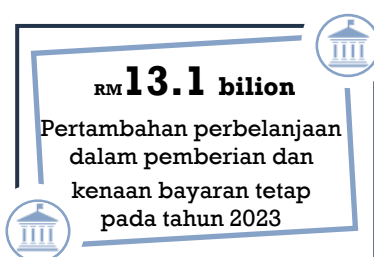 RM13.1 bilion
Pertambahan perbelanjaan
dalam pemberian dan
kenaan bayaran tetap
pada tahun 2023